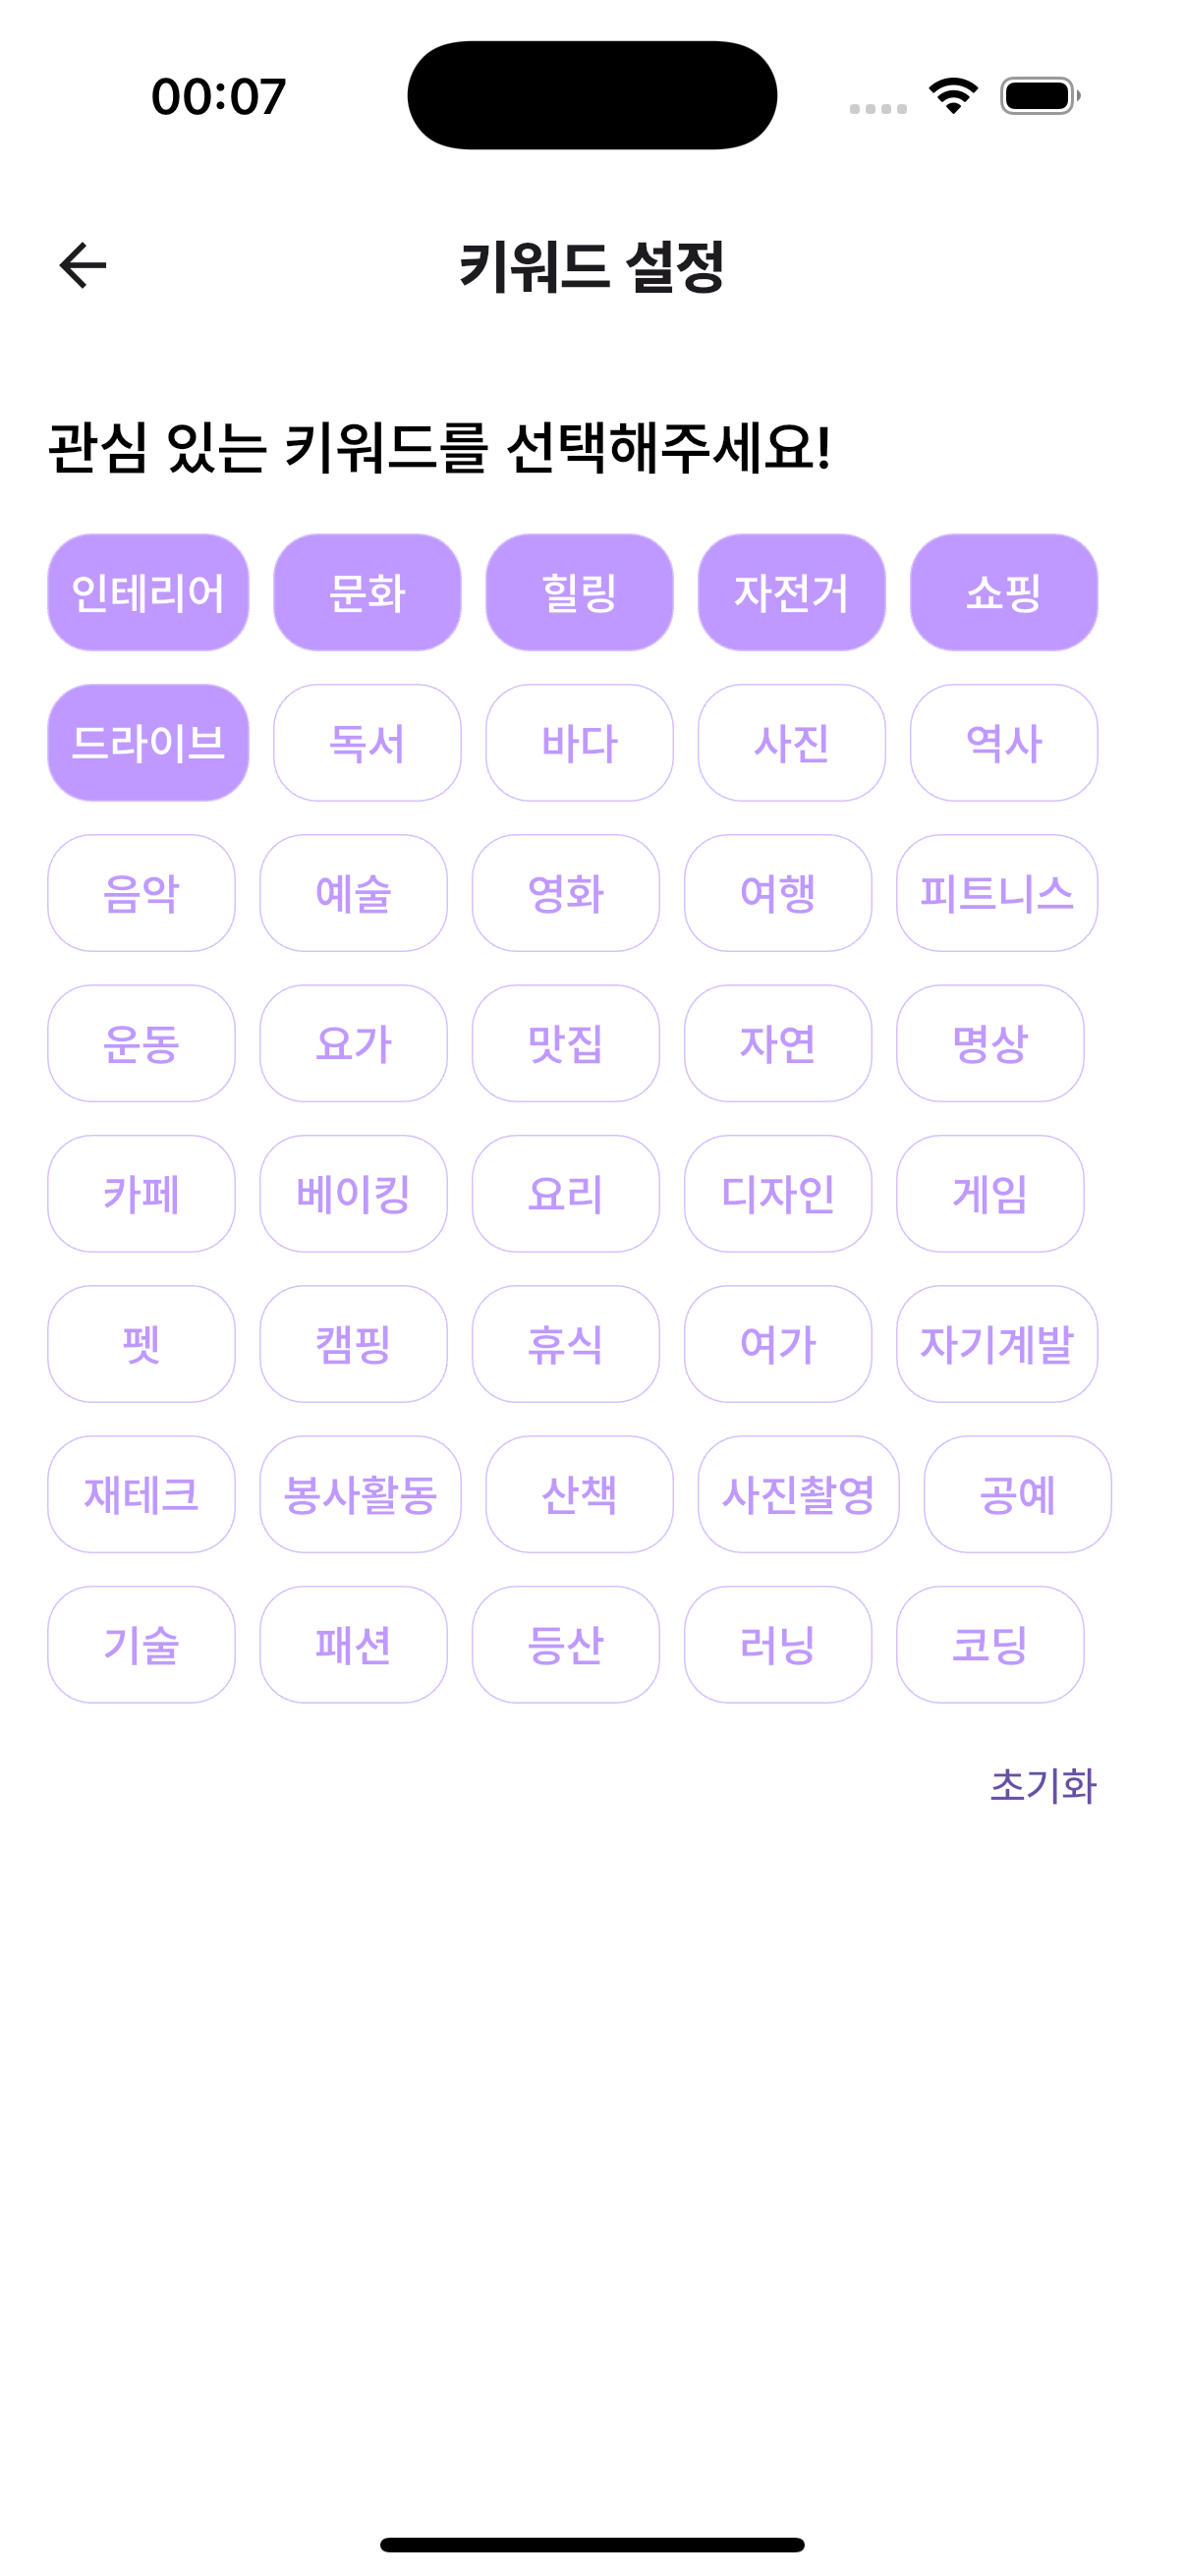 00:07
키워드 설정
관심 있는 키워드를 선택해주세요!
인테리어 문화 힐링 자전거 쇼핑
드라이브 독서 바다 사진 역사
음악 예술 영화 여행 피트니스
운동 요가 맛집 자연 명상
카페 베이킹 요리 디자인 게임
펫 캠핑 휴식 여가 자기계발
재테크 봉사활동 산책 사진촬영 공예
기술 패션 등산 러닝 코딩
초기화